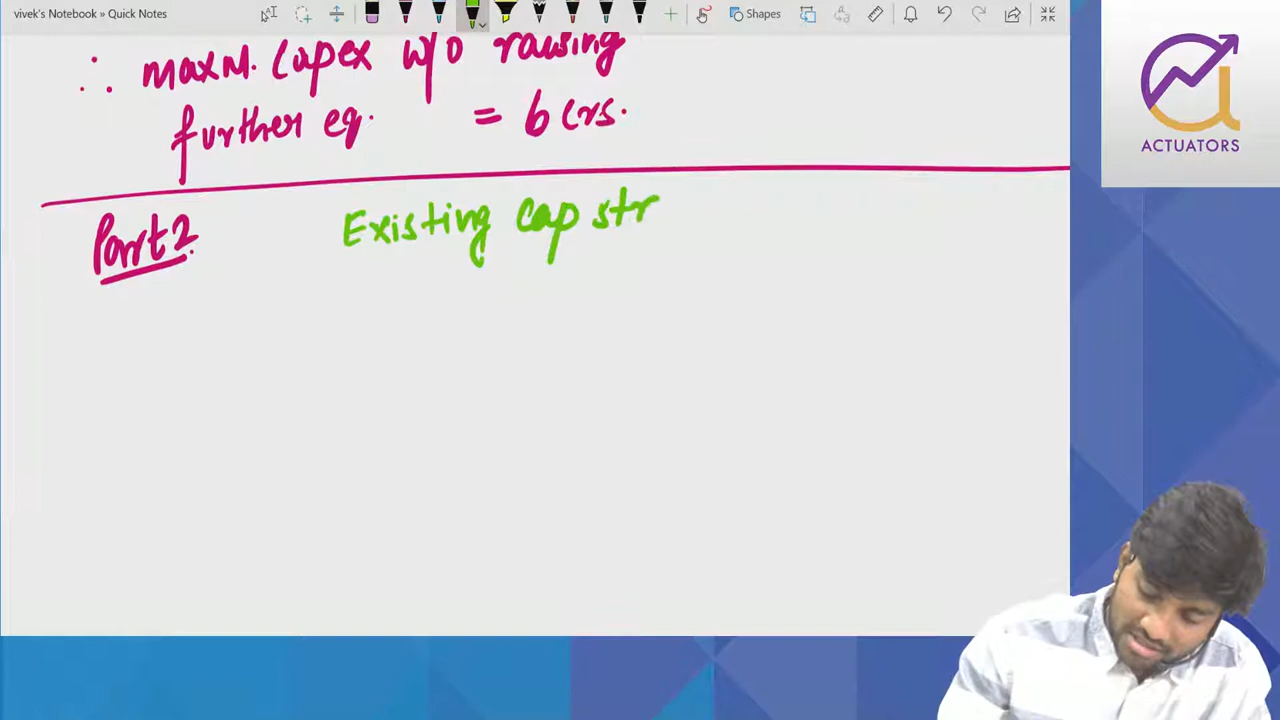 vivek's Notebook » Quick Notes
Shapes
∴ maxm. Capex w/o raising
further eq. = 6 Crs.
Part 2
Existing cap str
ACTUATORS